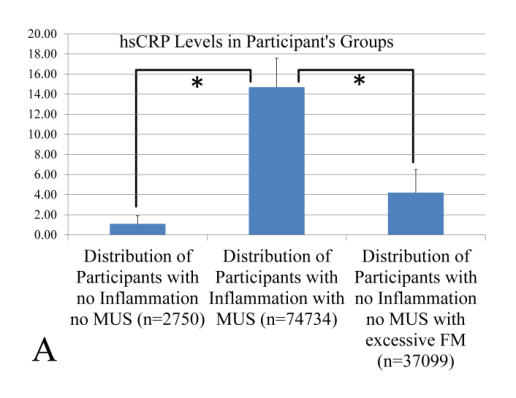 hsCRP Levels in Participant's Groups
20.00
18.00
16.00
14.00
12.00
10.00
8.00
6.00
4.00
2.00
0.00
*
*
Distribution of
Participants with
no Inflammation
no MUS (n=2750)
Distribution of
Participants with
Inflammation with
MUS (n=74734)
Distribution of
Participants with
no Inflammation
no MUS with
excessive FM
(n=37099)
A